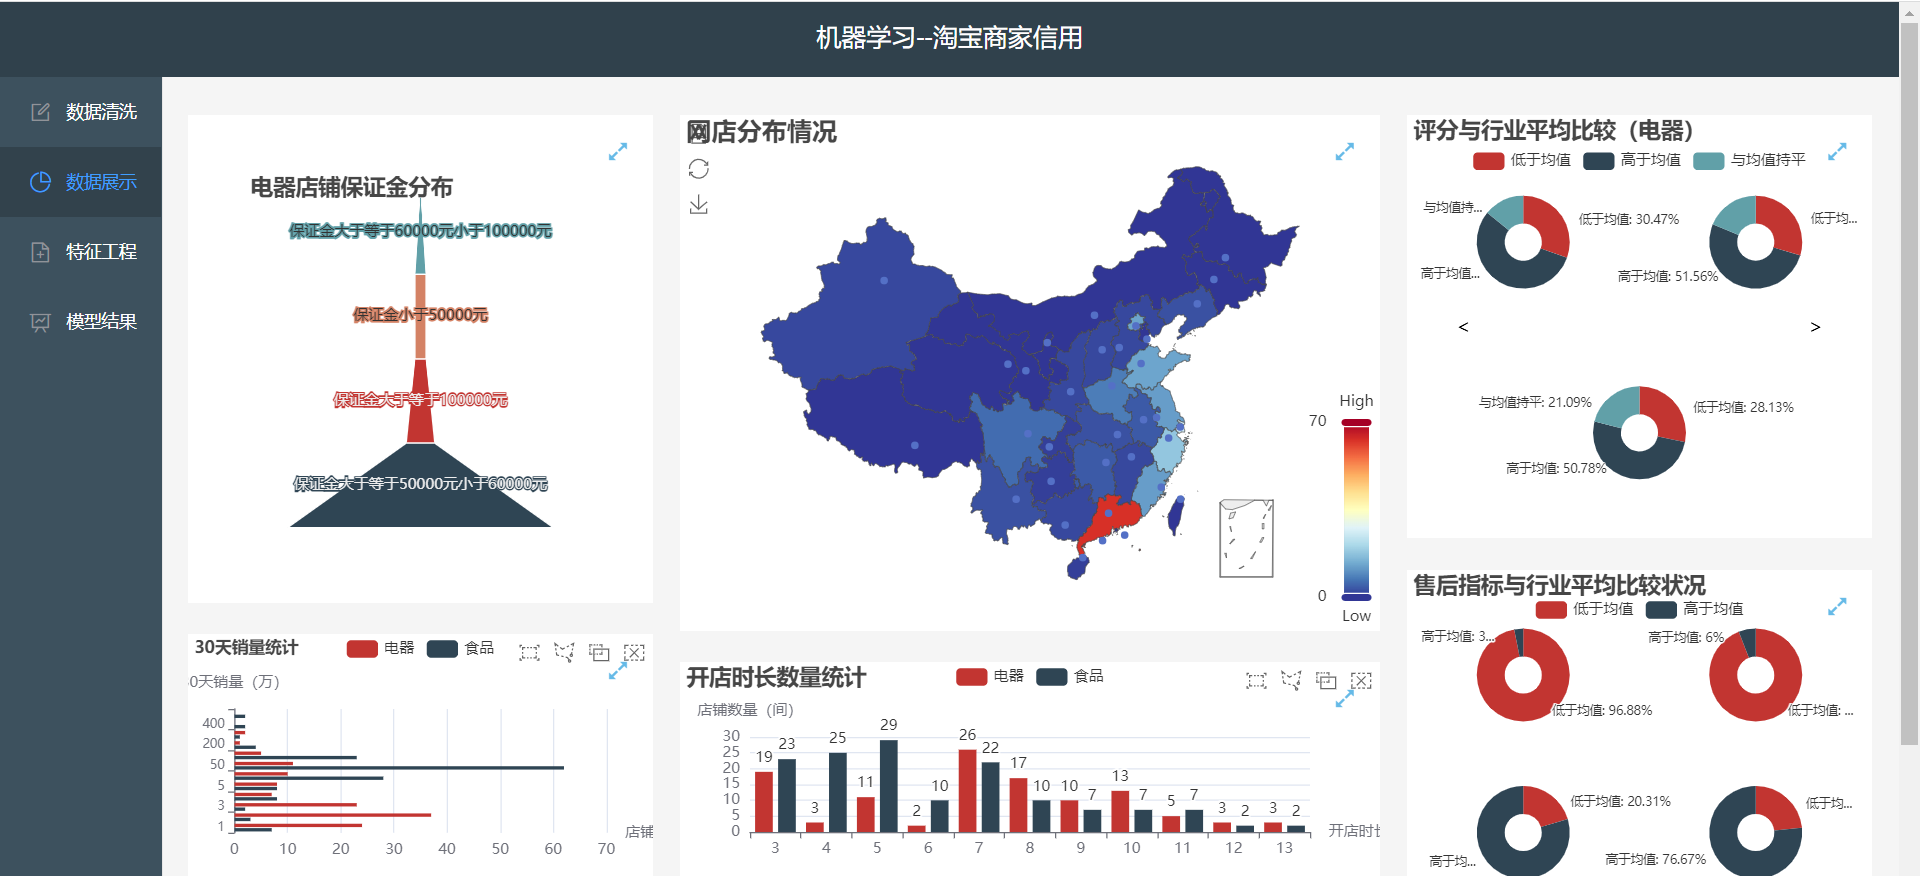 机器学习--淘宝商家信用
数据清洗
数据展示
特征工程
模型结果
电器店铺保证金分布
保证金大于等于60000元小于100000元
保证金小于50000元
保证金大于等于100000元
保证金大于等于50000元小于60000元
网店分布情况
High
70
0
Low
评分与行业平均比较（电器）
低于均值 高于均值 与均值持平
与均值持...
低于均值: 30.47%
高于均值...
低于均...
高于均值: 51.56%
<
>
与均值持平: 21.09%
低于均值: 28.13%
高于均值: 50.78%
30天销量统计
电器 食品
0天销量（万）
400
200
50
5
3
1
0 10 20 30 40 50 60 70
店铺
开店时长数量统计
电器 食品
店铺数量（间）
30
25
20
15
10
5
0
19 23 3 25 11 29 2 10 26 22 17 10 10 7 13 7 5 7 3 2 3 2
3 4 5 6 7 8 9 10 11 12 13
开店时长
售后指标与行业平均比较状况
低于均值 高于均值
高于均值: 3...
低于均值: 96.88%
高于均值: 6%
低于均值: ...
低于均值: 20.31%
高于均...
低于均...
高于均值: 76.67%